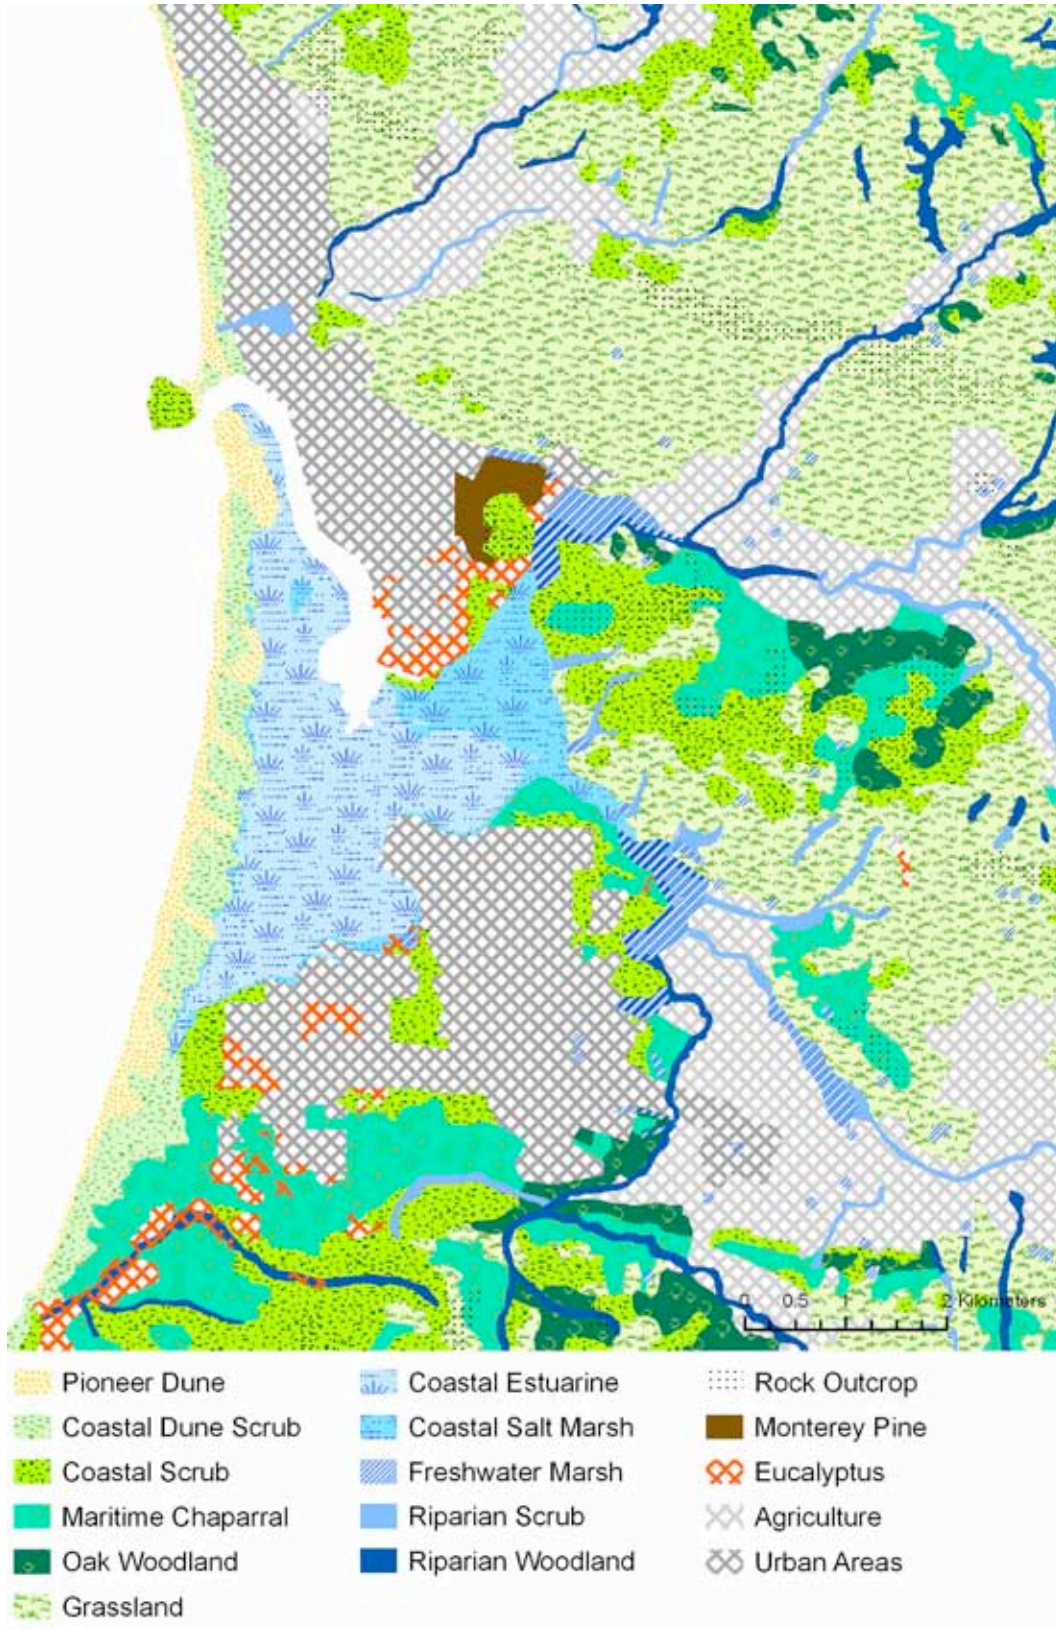 0 0.5 1 2 Kilometers
Pioneer Dune
Coastal Dune Scrub
Coastal Scrub
Maritime Chaparral
Oak Woodland
Grassland
Coastal Estuarine
Coastal Salt Marsh
Freshwater Marsh
Riparian Scrub
Riparian Woodland
Rock Outcrop
Monterey Pine
Eucalyptus
Agriculture
Urban Areas